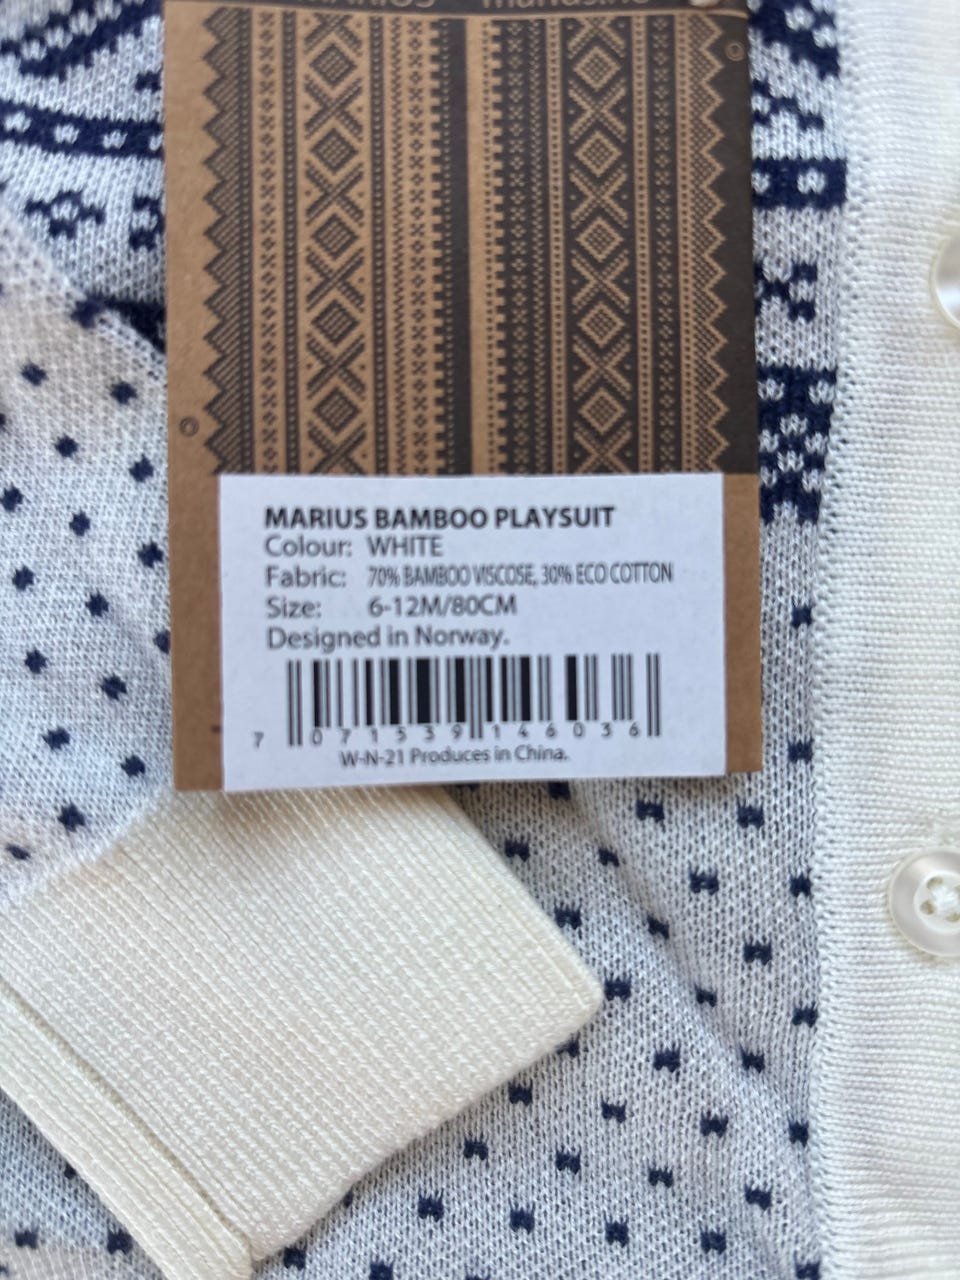 MARIUS
©
©
MARIUS BAMBOO PLAYSUIT
Colour: WHITE
Fabric: 70% BAMBOO VISCOSE, 30% ECO COTTON
Size: 6-12M/80CM
Designed in Norway.
7 071539 146036
W-N-21 Produces in China.